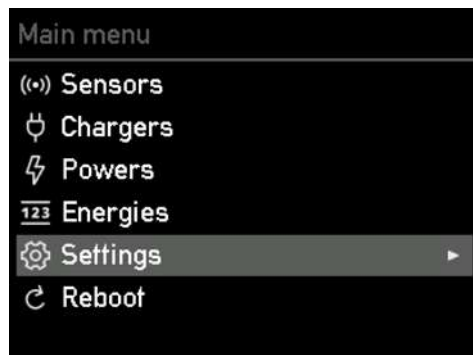 Main menu
Sensors
Chargers
Powers
123 Energies
Settings
Reboot